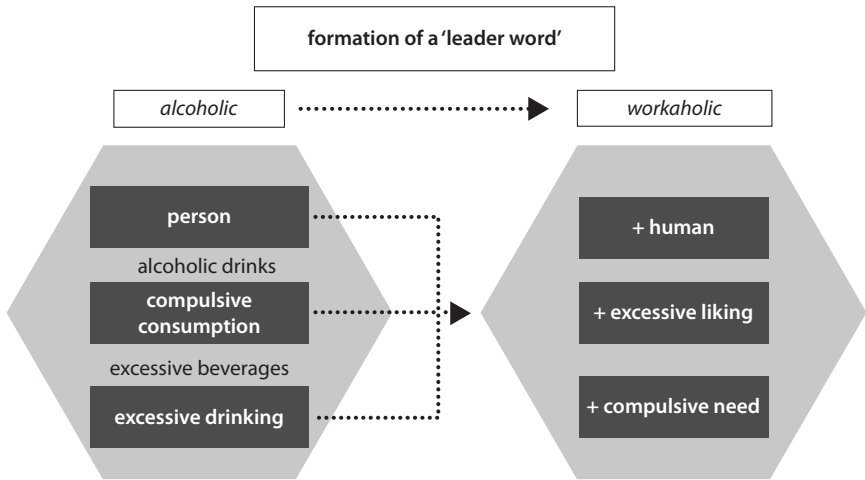 formation of a ‘leader word’
alcoholic
workaholic
person
alcoholic drinks
compulsive
consumption
excessive beverages
excessive drinking
+ human
+ excessive liking
+ compulsive need